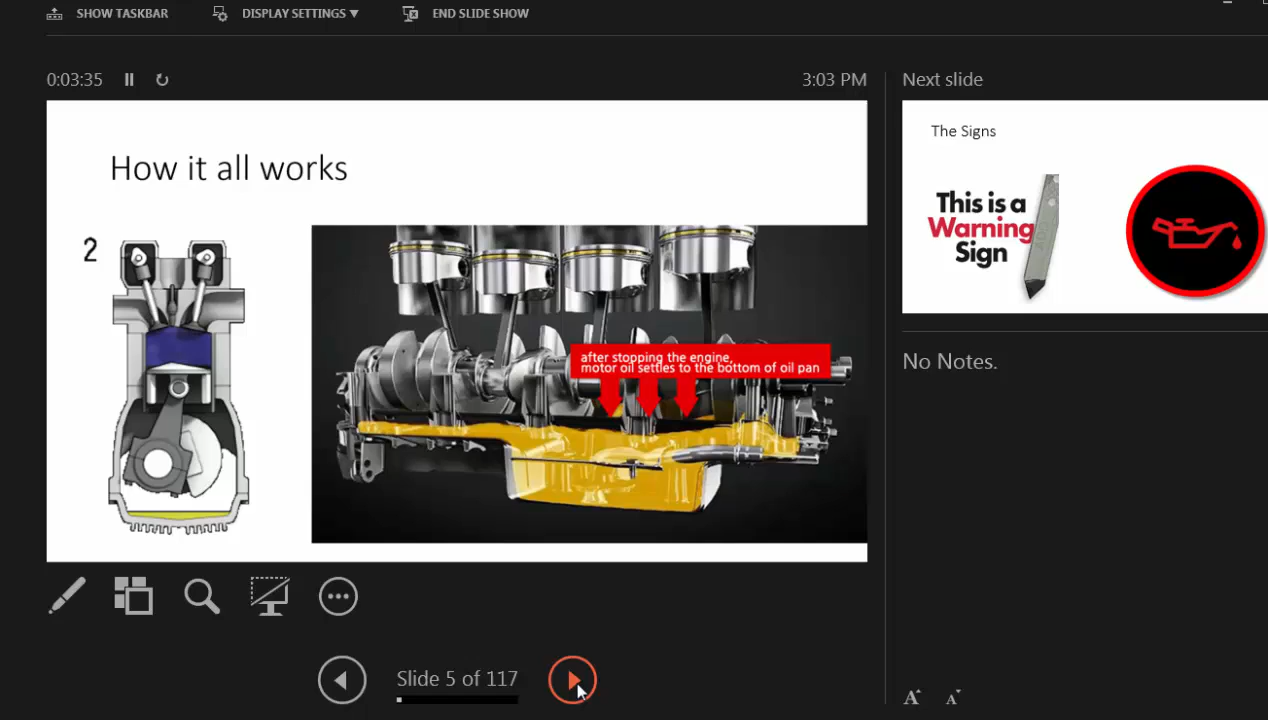 SHOW TASKBAR
DISPLAY SETTINGS ▼
END SLIDE SHOW
0:03:35
3:03 PM
Next slide
How it all works
2
after stopping the engine,
motor oil settles to the bottom of oil pan
The Signs
This is a
Warning
Sign
No Notes.
Slide 5 of 117
A
A